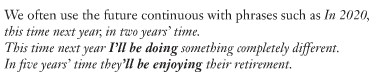 We often use the future continuous with phrases such as In 2020,
this time next year, in two years' time.
This time next year I'll be doing something completely different.
In five years' time they'll be enjoying their retirement.